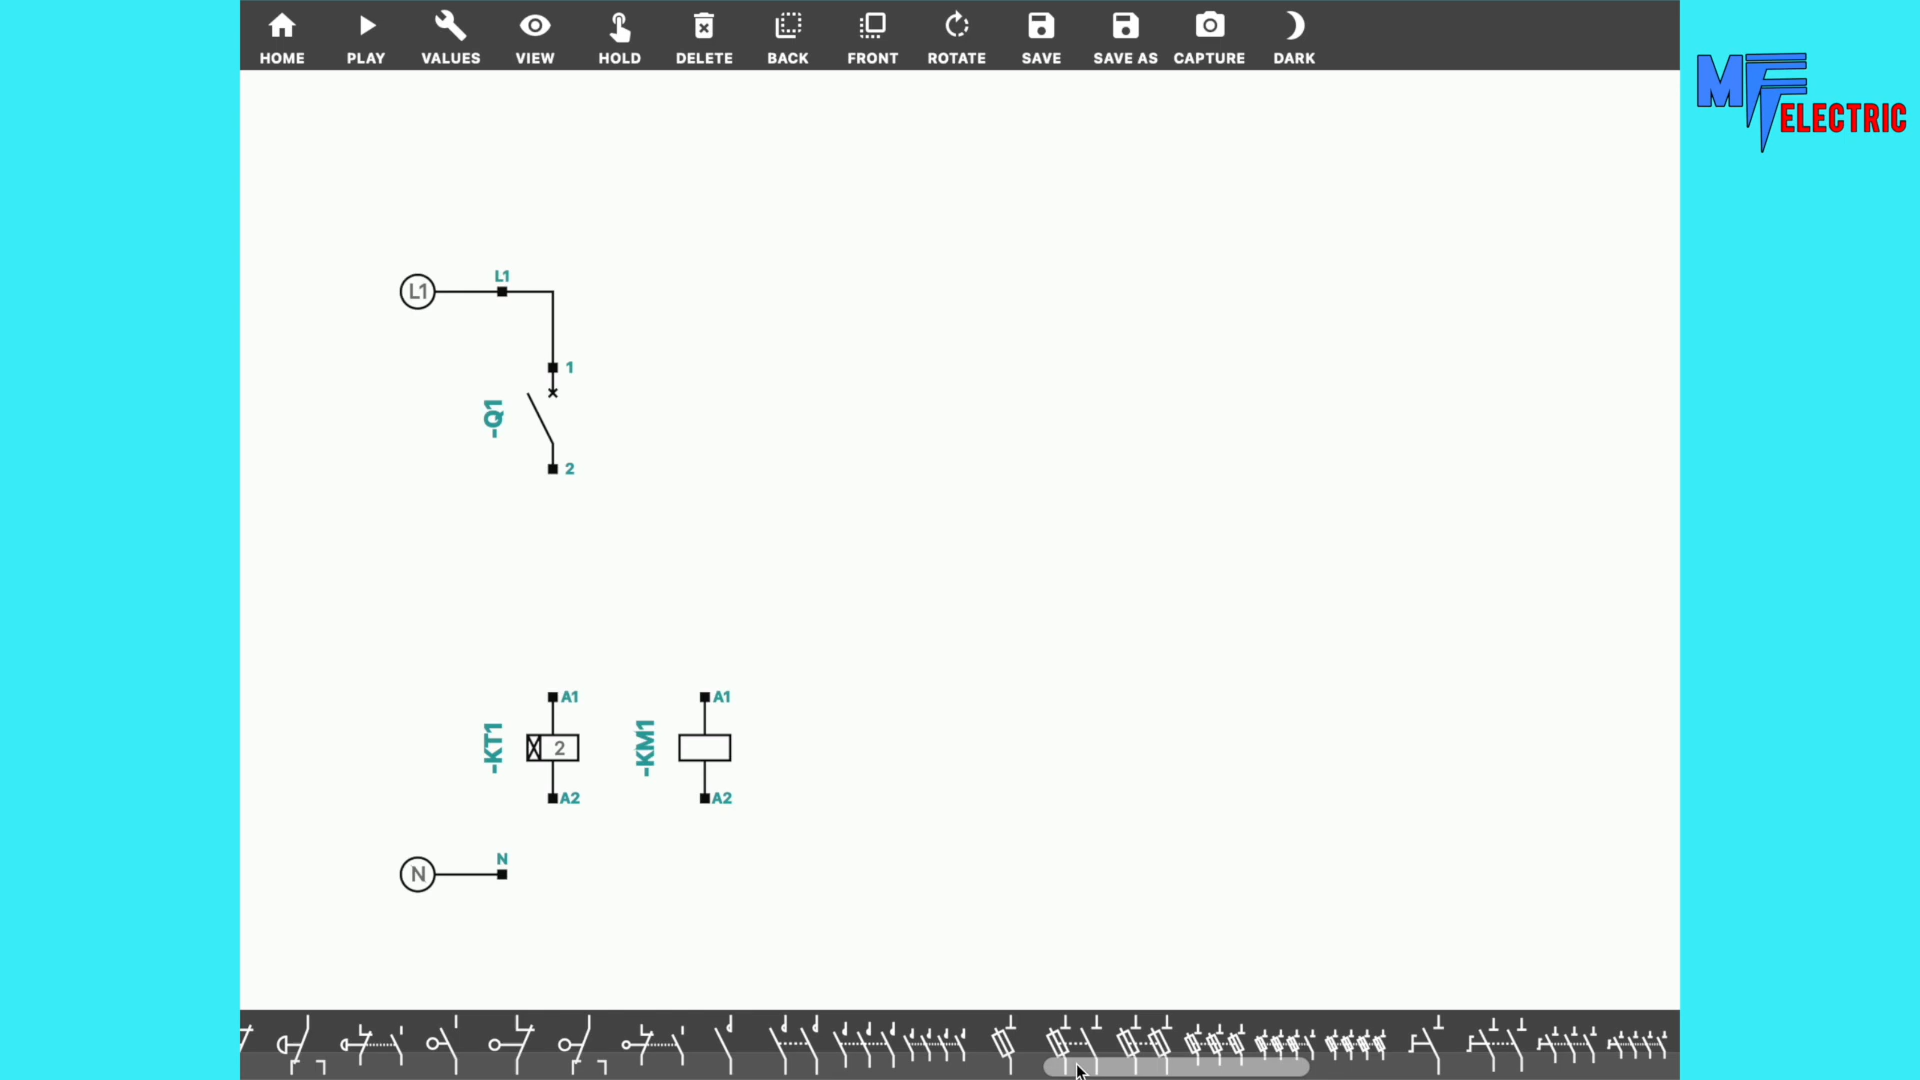 HOME PLAY VALUES VIEW HOLD DELETE BACK FRONT ROTATE SAVE SAVE AS CAPTURE DARK
MFF ELECTRIC
L1
L1
1
-Q1
2
A1
A1
-KT1
2
-KM1
A2
A2
N
N